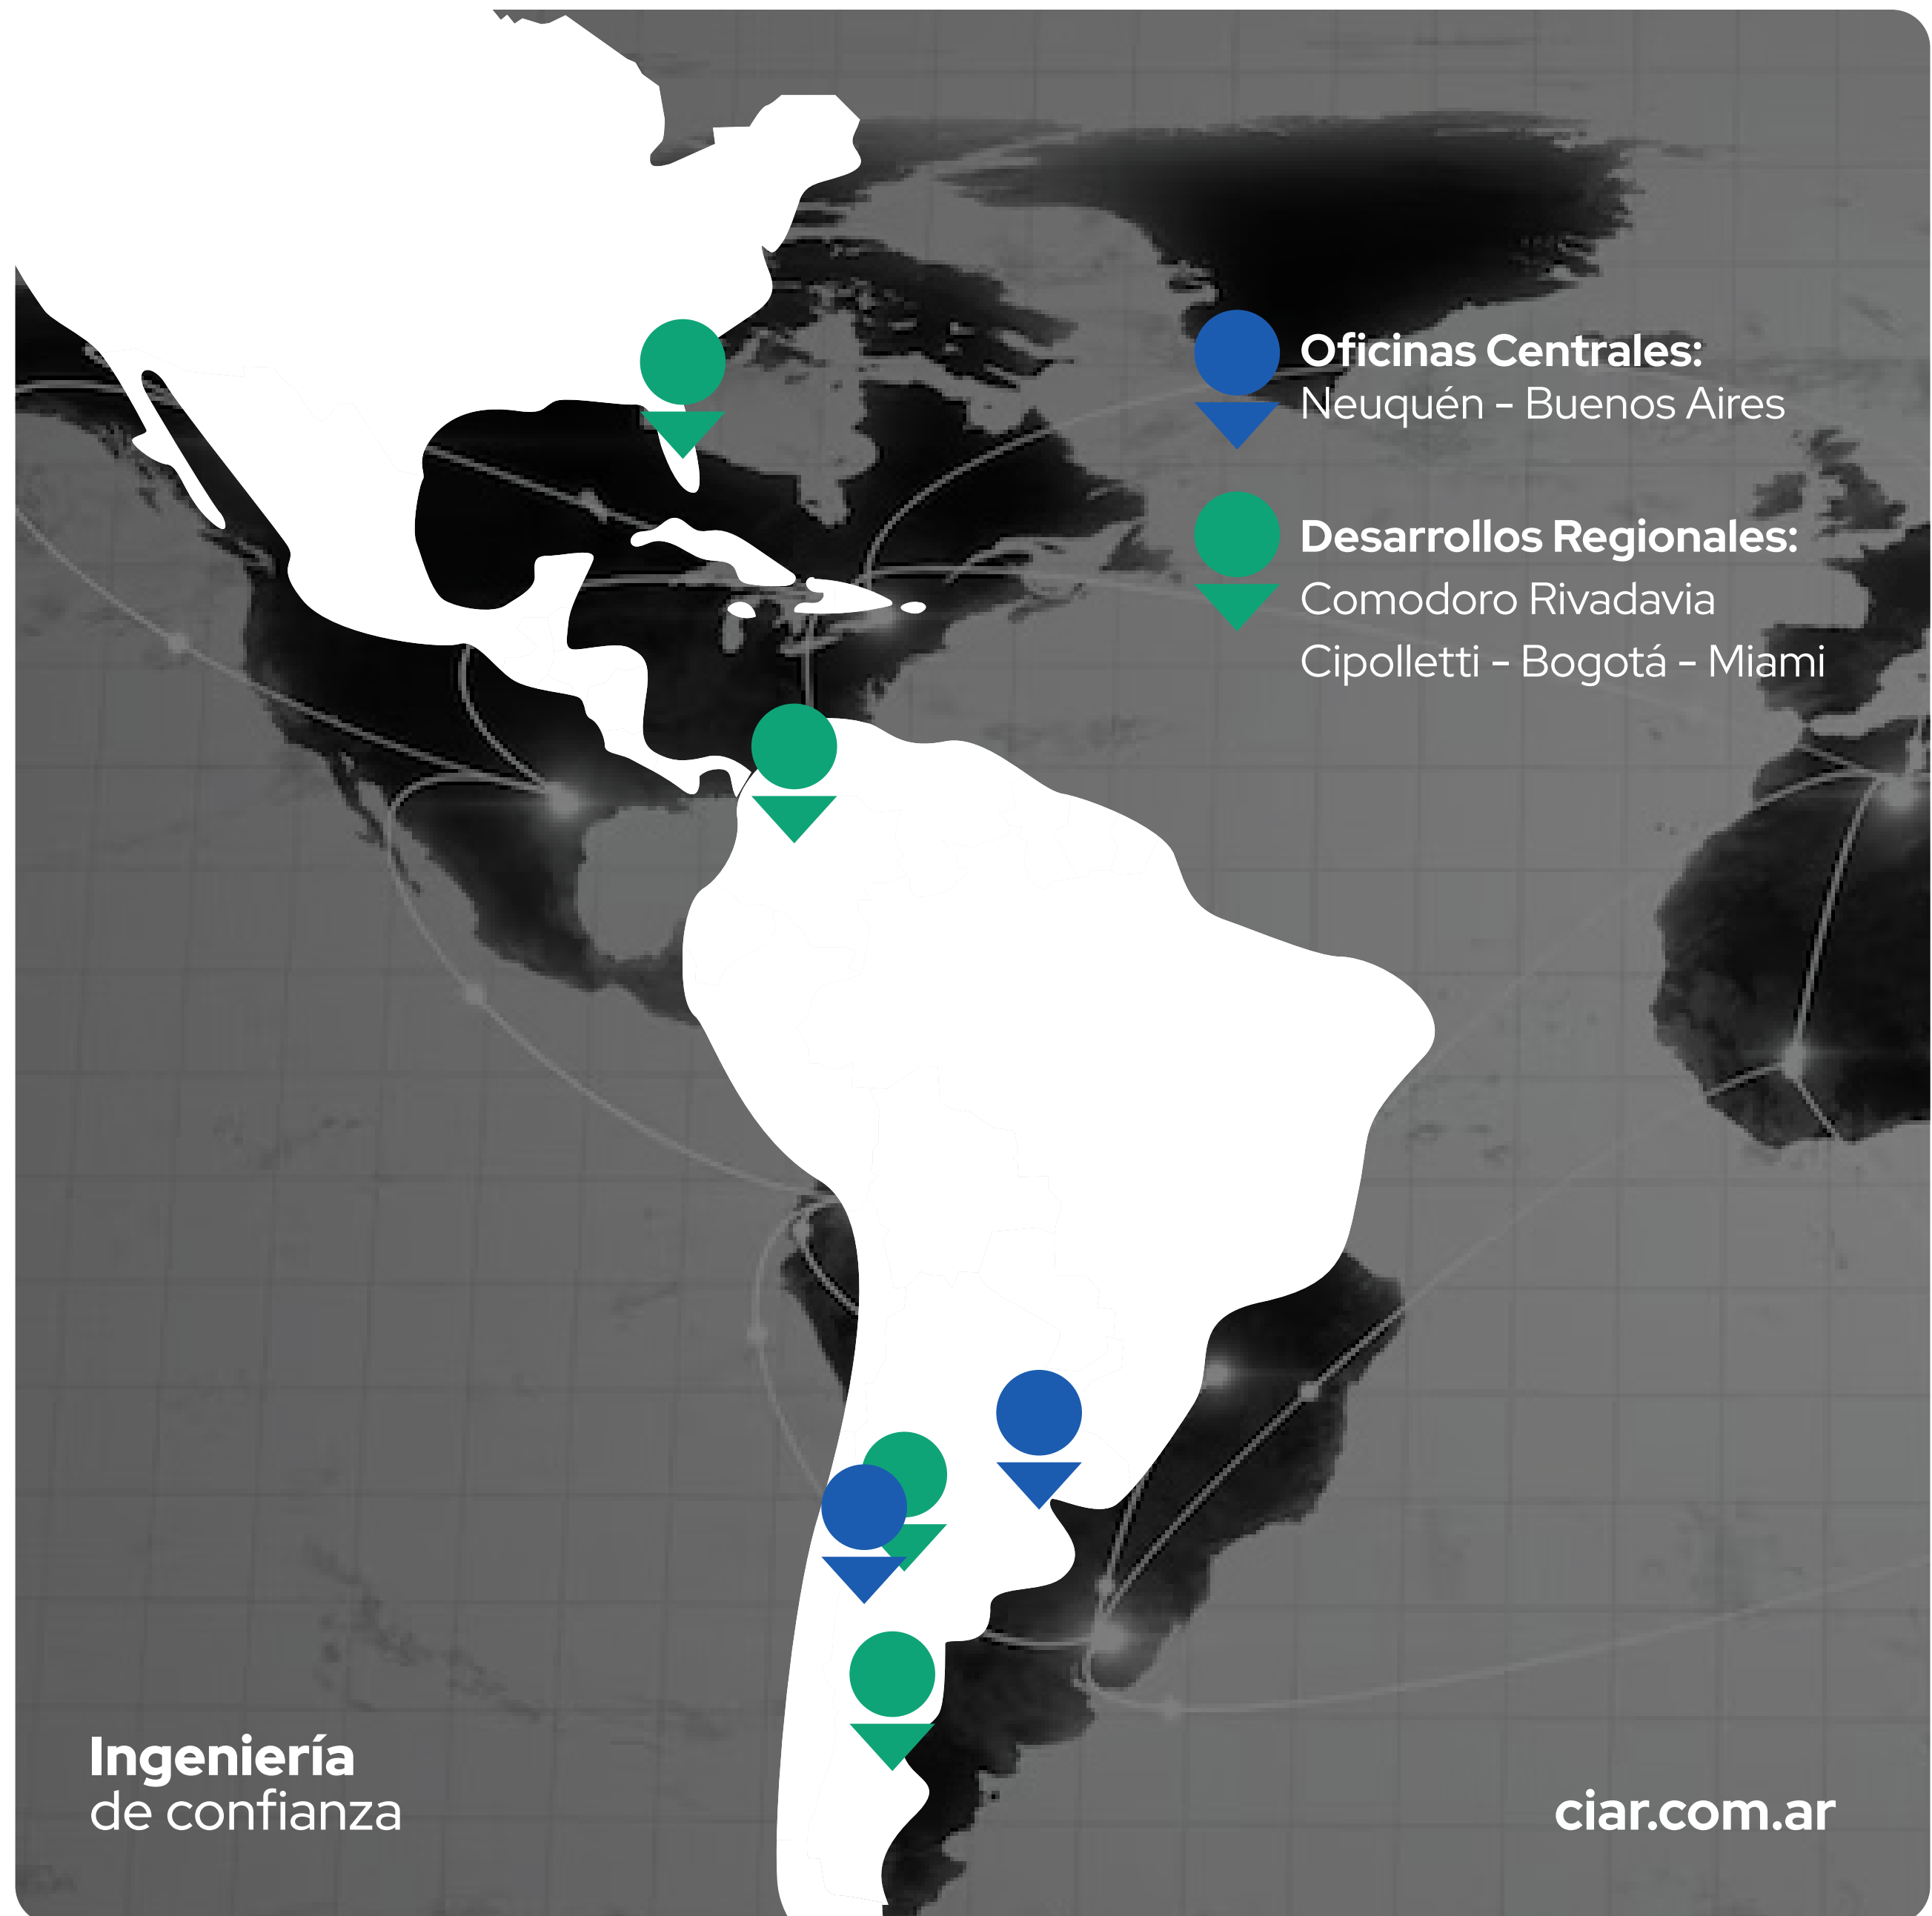 Oficinas Centrales:
Neuquén - Buenos Aires
Desarrollos Regionales:
Comodoro Rivadavia
Cipolletti - Bogotá - Miami
Ingeniería
de confianza
ciar.com.ar